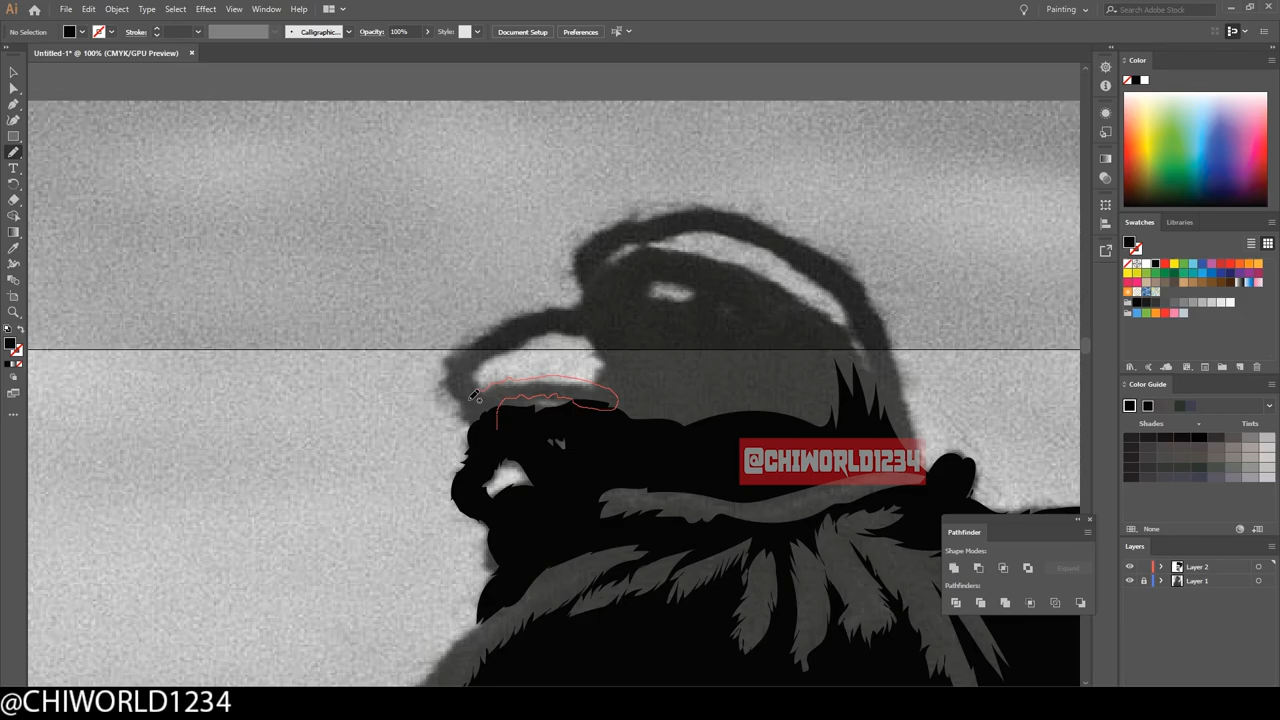 Ai File Edit Object Type Select Effect View Window Help Painting Search Adobe Stock
No Selection Stroke: Calligraphic... Opacity: 100% Style: Document Setup Preferences
Untitled-1* @ 100% (CMYK/GPU Preview) ×
Color
Swatches Libraries
Color Guide
Shades Tints
None
Layers
Layer 2
Layer 1
Pathfinder
Shape Modes:
Expand
Pathfinders:
@CHIWORLD1234
@CHIWORLD1234